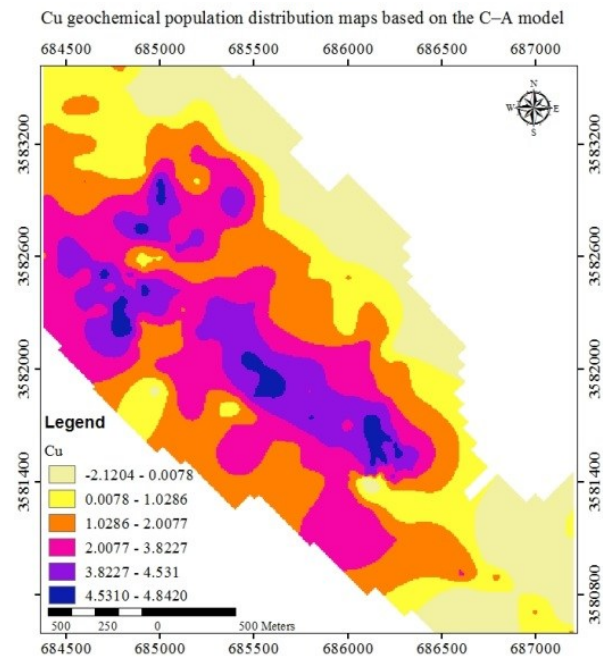 Cu geochemical population distribution maps based on the C–A model
684500 685000 685500 686000 686500 687000
N
W E
S
3583200 3583200
3582600 3582600
3582000 3582000
3581400 3581400
3580800
Legend
Cu
-2.1204 - 0.0078
0.0078 - 1.0286
1.0286 - 2.0077
2.0077 - 3.8227
3.8227 - 4.531
4.5310 - 4.8420
500 250 0 500 Meters
684500 685000 685500 686000 686500 687000